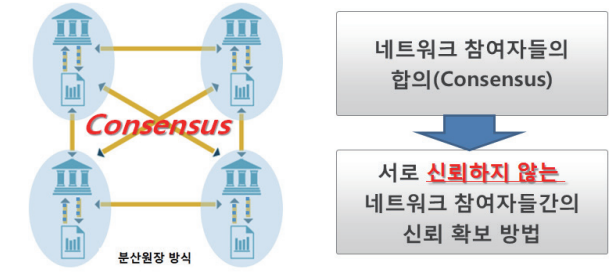 Consensus
분산원장 방식
네트워크 참여자들의
합의(Consensus)
서로 신뢰하지 않는
네트워크 참여자들간의
신뢰 확보 방법